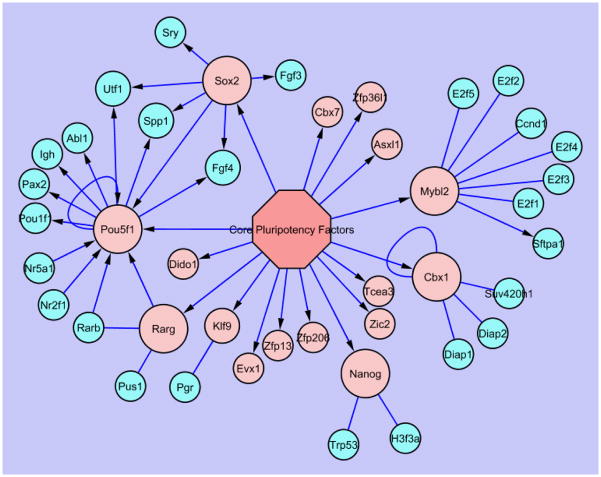 Sry
Sox2
Fgf3
Utf1
Spp1
Abl1
Igh
Fgf4
Pax2
Pou1f1
Pou5f1
Nr5a1
Nr2f1
Rarb
Rarg
Pus1
Klf9
Pgr
Dido1
Evx1
Zfp13
Zfp206
Core Pluripotency Factors
Cbx7
Zfp36l1
Asxl1
E2f5
E2f2
Ccnd1
E2f4
E2f3
E2f1
Sftpa1
Mybl2
Cbx1
Suv420h1
Diap2
Diap1
Tcea3
Zic2
Nanog
Trp53
H3f3a